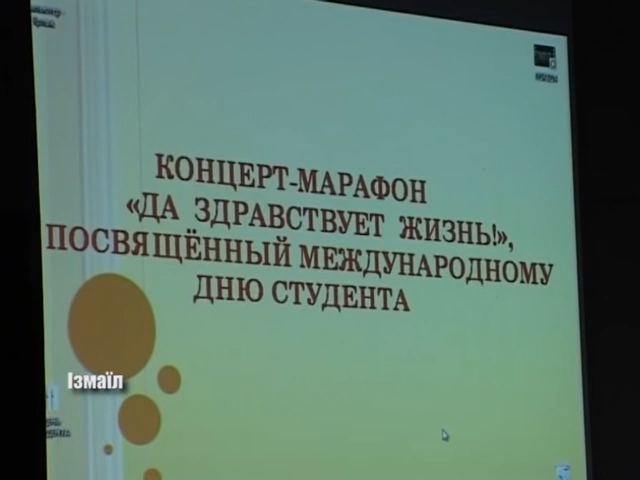 КОНЦЕРТ-МАРАФОН
«ДА ЗДРАВСТВУЕТ ЖИЗНЬ!»,
ПОСВЯЩЁННЫЙ МЕЖДУНАРОДНОМУ
ДНЮ СТУДЕНТА
Ізмаїл